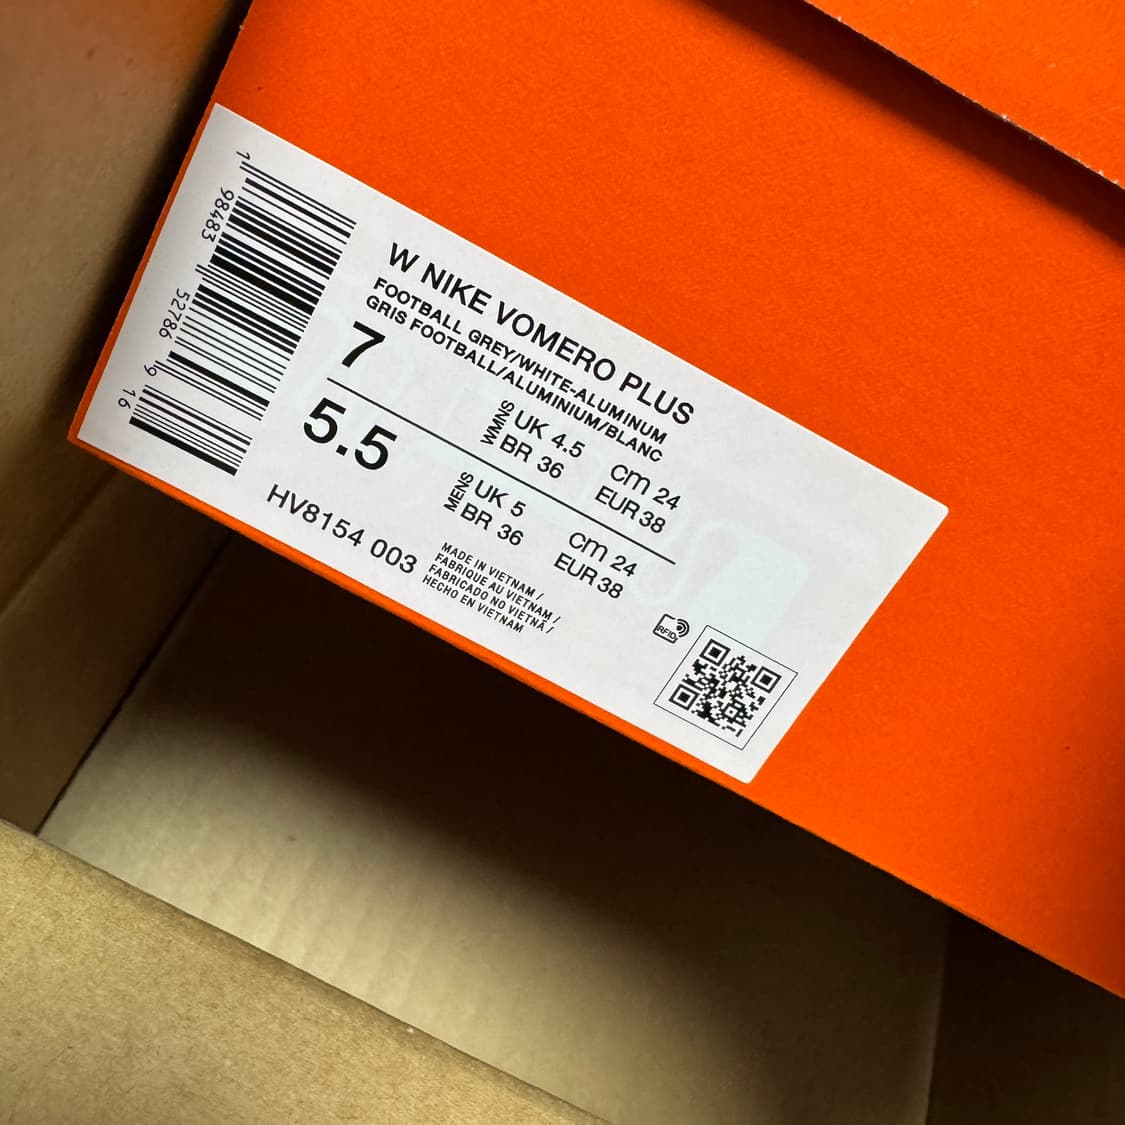 1 98483 52786 9 16
W NIKE VOMERO PLUS
FOOTBALL GREY/WHITE-ALUMINUM
GRIS FOOTBALL/ALUMINIUM/BLANC
7
WMNS
UK 4.5 CM 24
BR 36 EUR 38
5.5
MENS
UK 5 CM 24
BR 36 EUR 38
HV8154 003
MADE IN VIETNAM /
FABRIQUE AU VIETNAM /
FABRICADO NO VIETNÃ /
HECHO EN VIETNAM
RFID